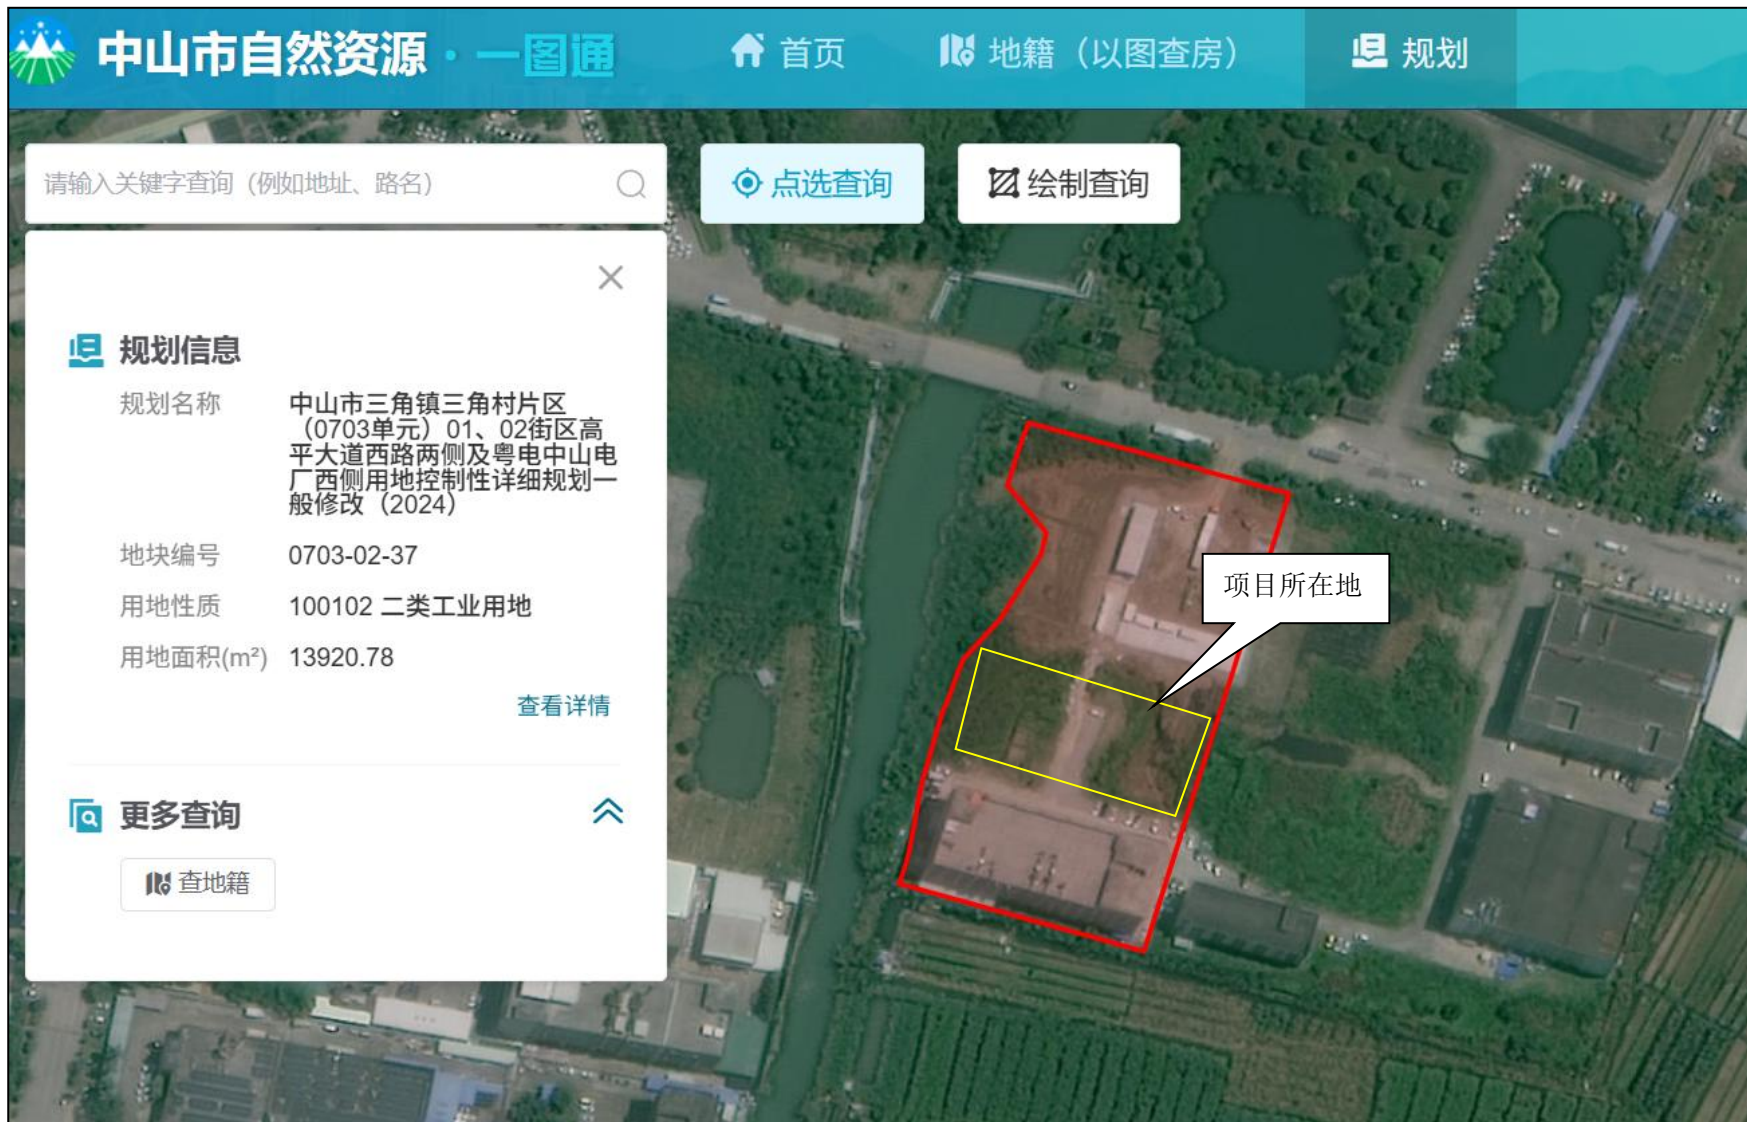 中山市自然资源·一图通
首页
地籍（以图查房）
规划
请输入关键字查询（例如地址、路名）
点选查询
绘制查询
规划信息
规划名称
中山市三角镇三角村片区
（0703单元）01、02街区高
平大道西路两侧及粤电中山电
厂西侧用地控制性详细规划一
般修改（2024）
地块编号
0703-02-37
用地性质
100102 二类工业用地
用地面积(m²)
13920.78
查看详情
更多查询
查地籍
项目所在地